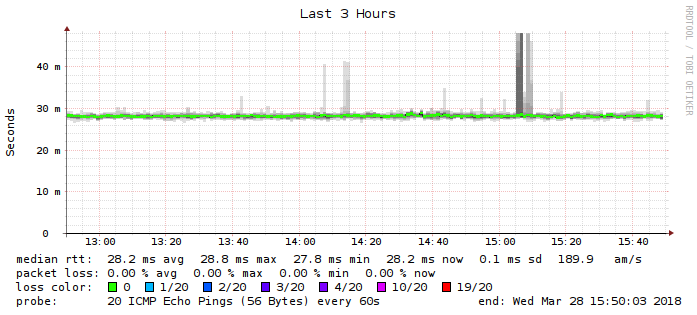 Last 3 Hours
RRDTOOL / TOBI OETIKER
Seconds
40 m
30 m
20 m
10 m
0
13:00 13:20 13:40 14:00 14:20 14:40 15:00 15:20 15:40
median rtt: 28.2 ms avg 28.8 ms max 27.8 ms min 28.2 ms now 0.1 ms sd 189.9 am/s
packet loss: 0.00 % avg 0.00 % max 0.00 % min 0.00 % now
loss color: 0 1/20 2/20 3/20 4/20 10/20 19/20
probe: 20 ICMP Echo Pings (56 Bytes) every 60s end: Wed Mar 28 15:50:03 2018